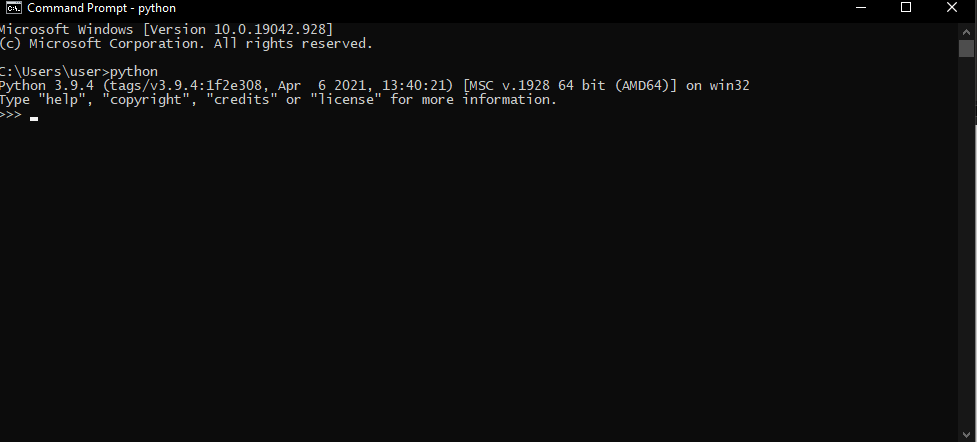 Command Prompt - python
Microsoft Windows [Version 10.0.19042.928]
(c) Microsoft Corporation. All rights reserved.
C:\Users\user>python
Python 3.9.4 (tags/v3.9.4:1f2e308, Apr  6 2021, 13:40:21) [MSC v.1928 64 bit (AMD64)] on win32
Type "help", "copyright", "credits" or "license" for more information.
>>>